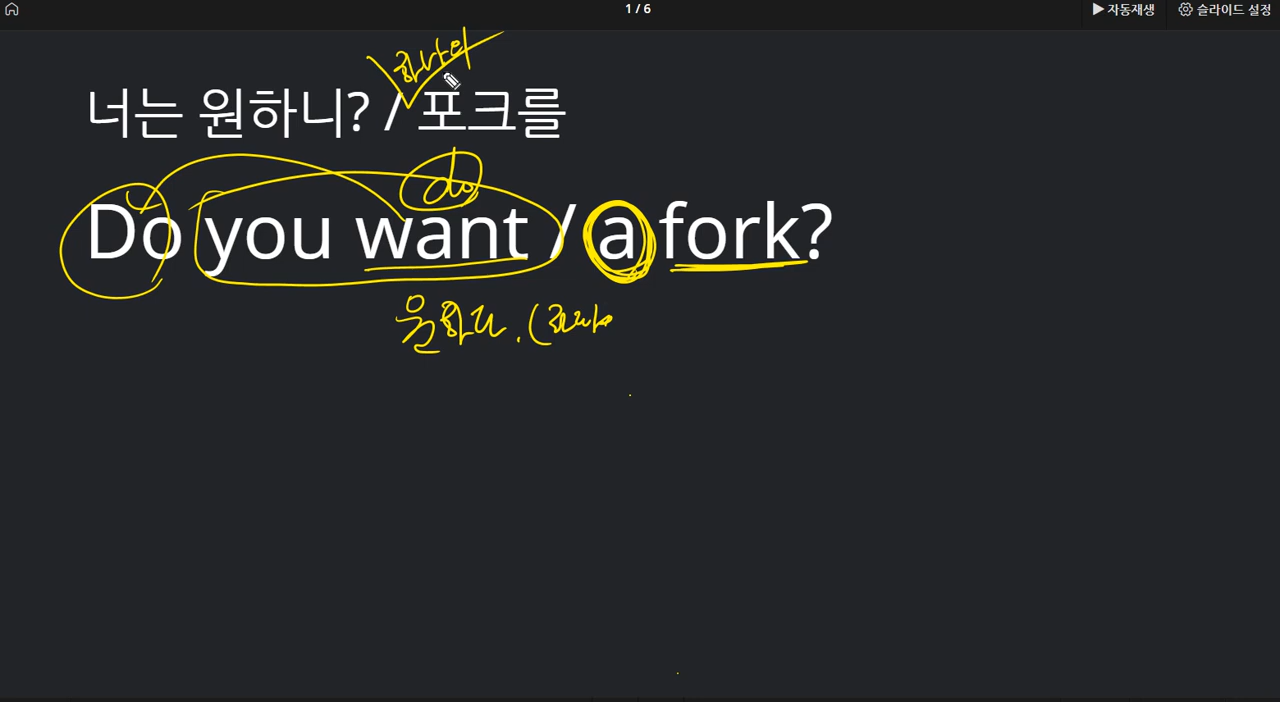 1 / 6 ▶ 자동재생 슬라이드 설정
하나의
너는 원하니? / 포크를
do
Do you want / a fork?
원하다.